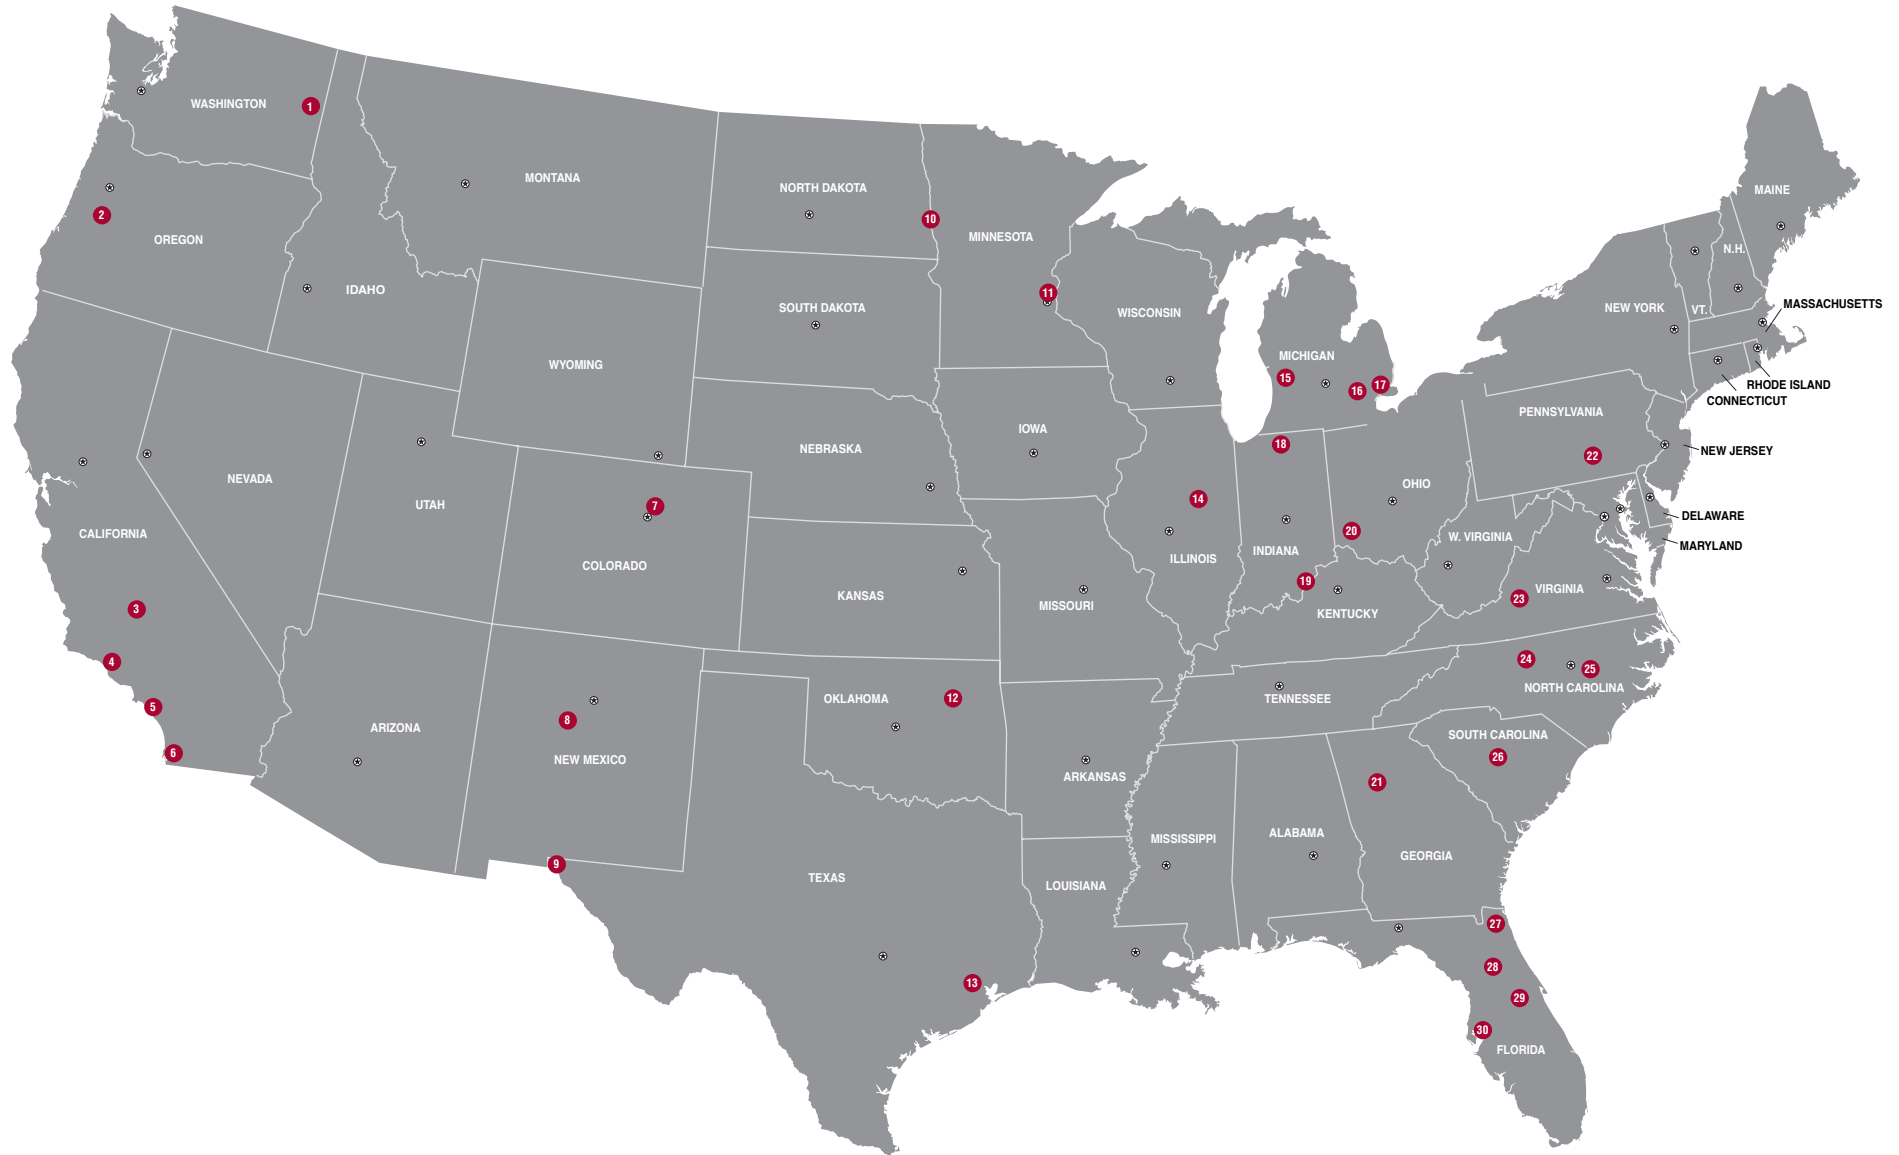 WASHINGTON
1
MONTANA
NORTH DAKOTA
10
MINNESOTA
MAINE
2
OREGON
IDAHO
11
SOUTH DAKOTA
WISCONSIN
N.H.
VT.
NEW YORK
MASSACHUSETTS
WYOMING
MICHIGAN
15
16
17
RHODE ISLAND
CONNECTICUT
PENNSYLVANIA
22
NEW JERSEY
NEBRASKA
IOWA
18
NEVADA
UTAH
7
14
OHIO
DELAWARE
MARYLAND
CALIFORNIA
COLORADO
ILLINOIS
INDIANA
20
W. VIRGINIA
KANSAS
MISSOURI
19
KENTUCKY
23
VIRGINIA
3
4
5
6
ARIZONA
8
NEW MEXICO
OKLAHOMA
12
TENNESSEE
24
25
NORTH CAROLINA
SOUTH CAROLINA
26
ARKANSAS
21
9
TEXAS
LOUISIANA
MISSISSIPPI
ALABAMA
GEORGIA
13
27
28
29
30
FLORIDA